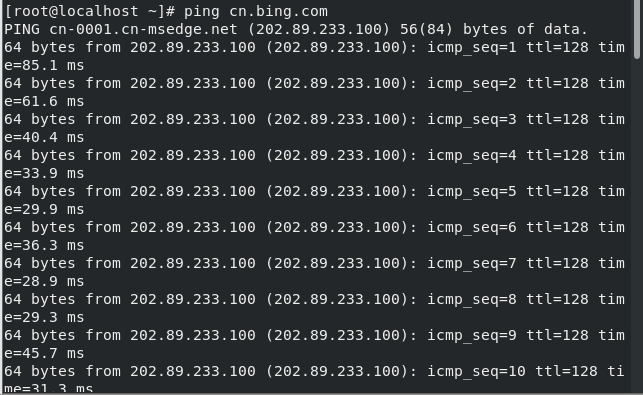 [root@localhost ~]# ping cn.bing.com
PING cn-0001.cn-msedge.net (202.89.233.100) 56(84) bytes of data.
64 bytes from 202.89.233.100 (202.89.233.100): icmp_seq=1 ttl=128 tim
e=85.1 ms
64 bytes from 202.89.233.100 (202.89.233.100): icmp_seq=2 ttl=128 tim
e=61.6 ms
64 bytes from 202.89.233.100 (202.89.233.100): icmp_seq=3 ttl=128 tim
e=40.4 ms
64 bytes from 202.89.233.100 (202.89.233.100): icmp_seq=4 ttl=128 tim
e=33.9 ms
64 bytes from 202.89.233.100 (202.89.233.100): icmp_seq=5 ttl=128 tim
e=29.9 ms
64 bytes from 202.89.233.100 (202.89.233.100): icmp_seq=6 ttl=128 tim
e=36.3 ms
64 bytes from 202.89.233.100 (202.89.233.100): icmp_seq=7 ttl=128 tim
e=28.9 ms
64 bytes from 202.89.233.100 (202.89.233.100): icmp_seq=8 ttl=128 tim
e=29.3 ms
64 bytes from 202.89.233.100 (202.89.233.100): icmp_seq=9 ttl=128 tim
e=45.7 ms
64 bytes from 202.89.233.100 (202.89.233.100): icmp_seq=10 ttl=128 ti
me=31.3 ms